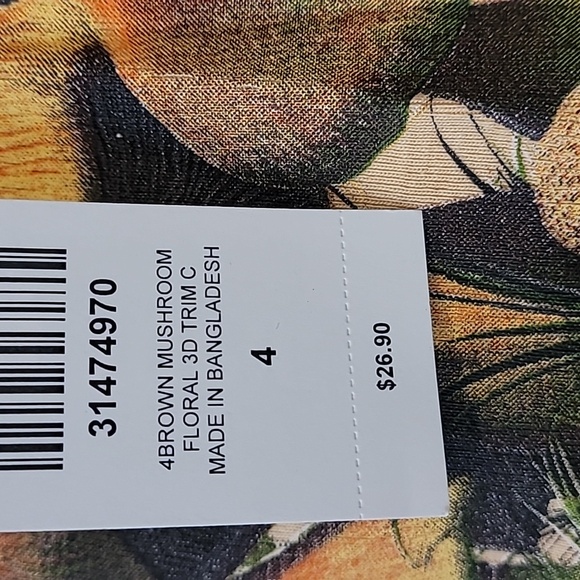 31474970
4BROWN MUSHROOM
FLORAL 3D TRIM C
MADE IN BANGLADESH
4
$26.90